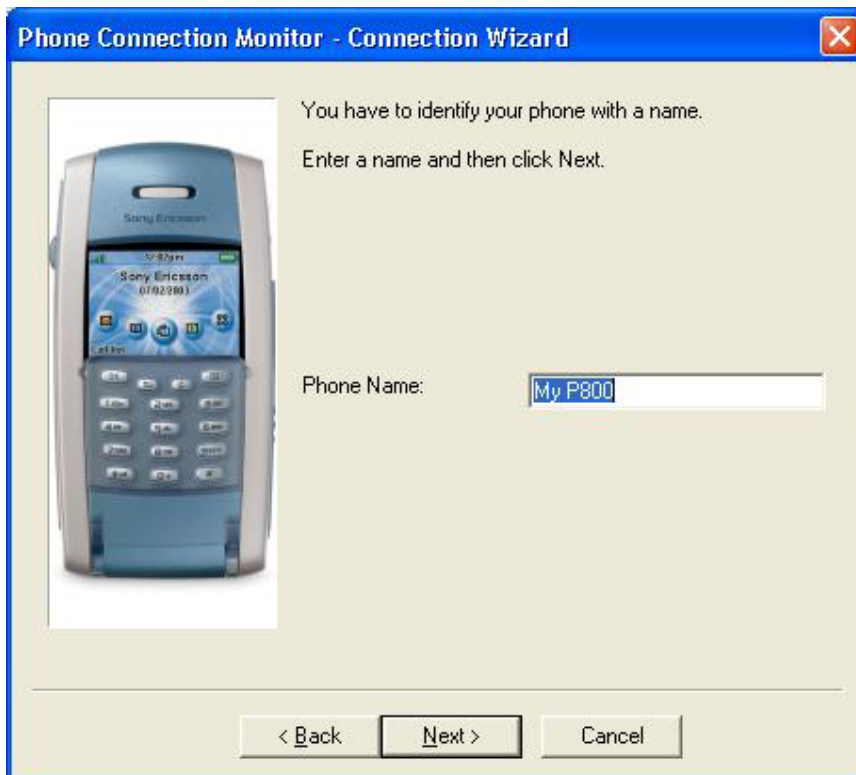 Phone Connection Monitor - Connection Wizard
You have to identify your phone with a name.
Enter a name and then click Next.
Sony Ericsson
Sony Ericsson
Phone Name:
My P800
< Back
Next >
Cancel